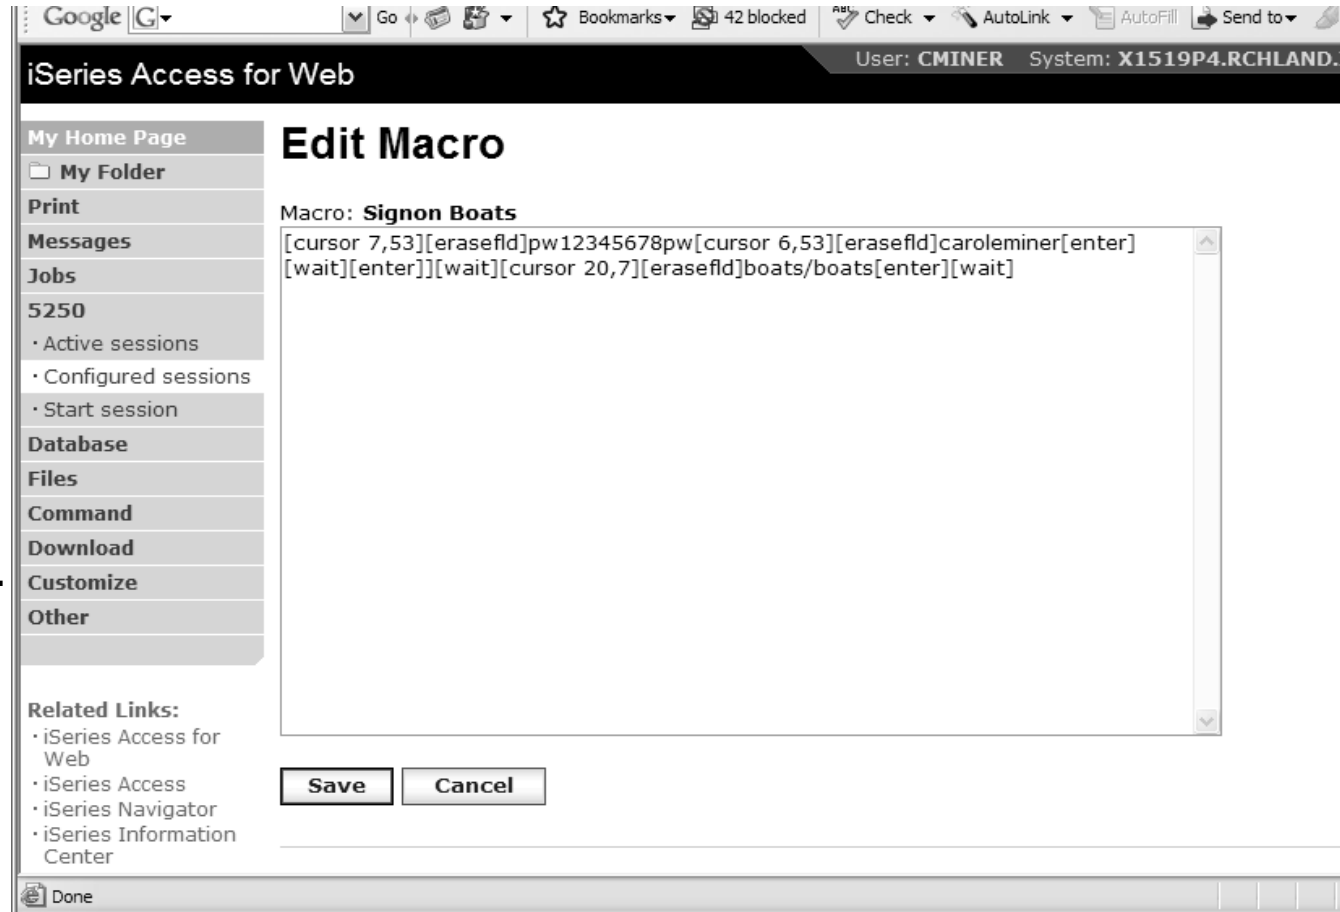 Google G Go Bookmarks 42 blocked Check AutoLink AutoFill Send to
iSeries Access for Web
User: CMINER System: X1519P4.RCHLAND.
My Home Page
My Folder
Print
Messages
Jobs
5250
· Active sessions
· Configured sessions
· Start session
Database
Files
Command
Download
Customize
Other
Related Links:
· iSeries Access for
Web
· iSeries Access
· iSeries Navigator
· iSeries Information
Center
Edit Macro
Macro: Signon Boats
[cursor 7,53][erasefld]pw12345678pw[cursor 6,53][erasefld]caroleminer[enter]
[wait][enter]][wait][cursor 20,7][erasefld]boats/boats[enter][wait]
Save Cancel
Done